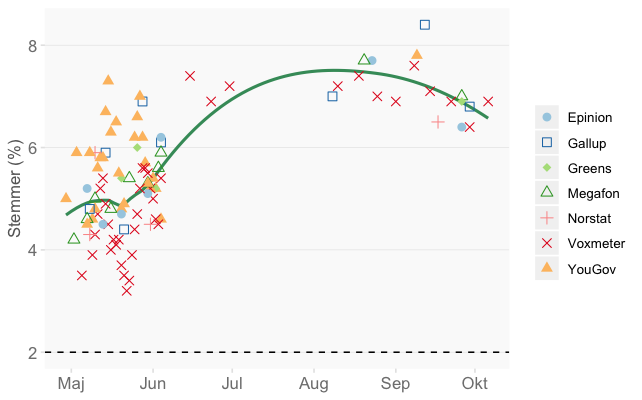 Stemmer (%)
8
6
4
2
Maj Jun Jul Aug Sep Okt
Epinion
Gallup
Greens
Megafon
Norstat
Voxmeter
YouGov